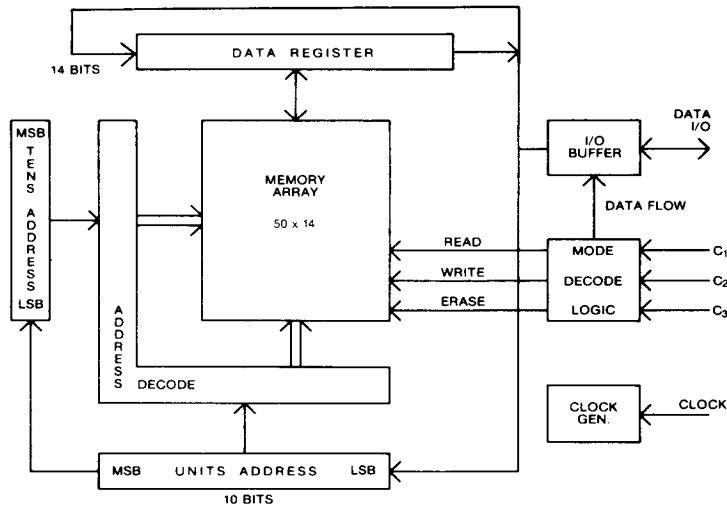 DATA REGISTER
14 BITS
MSB
TENS ADDRESS
LSB
ADDRESS
DECODE
MEMORY
ARRAY
50 x 14
READ
WRITE
ERASE
I/O
BUFFER
DATA
I/O
DATA FLOW
MODE
DECODE
LOGIC
C1
C2
C3
CLOCK
GEN.
CLOCK
MSB UNITS ADDRESS LSB
10 BITS